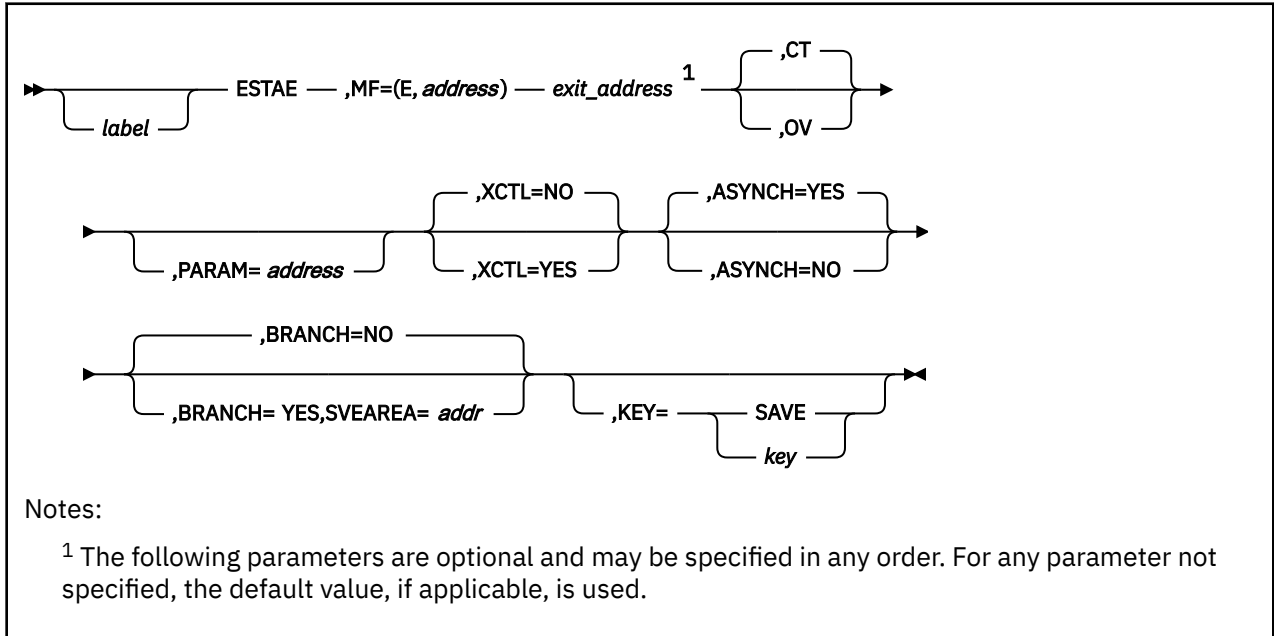 ,CT
label ESTAE ,MF=(E, address) exit_address 1
,OV
,XCTL=NO ,ASYNCH=YES
,PARAM= address ,XCTL=YES ,ASYNCH=NO
,BRANCH=NO
,BRANCH= YES,SVEAREA= addr ,KEY= SAVE
key
Notes:
1 The following parameters are optional and may be specified in any order. For any parameter not
specified, the default value, if applicable, is used.